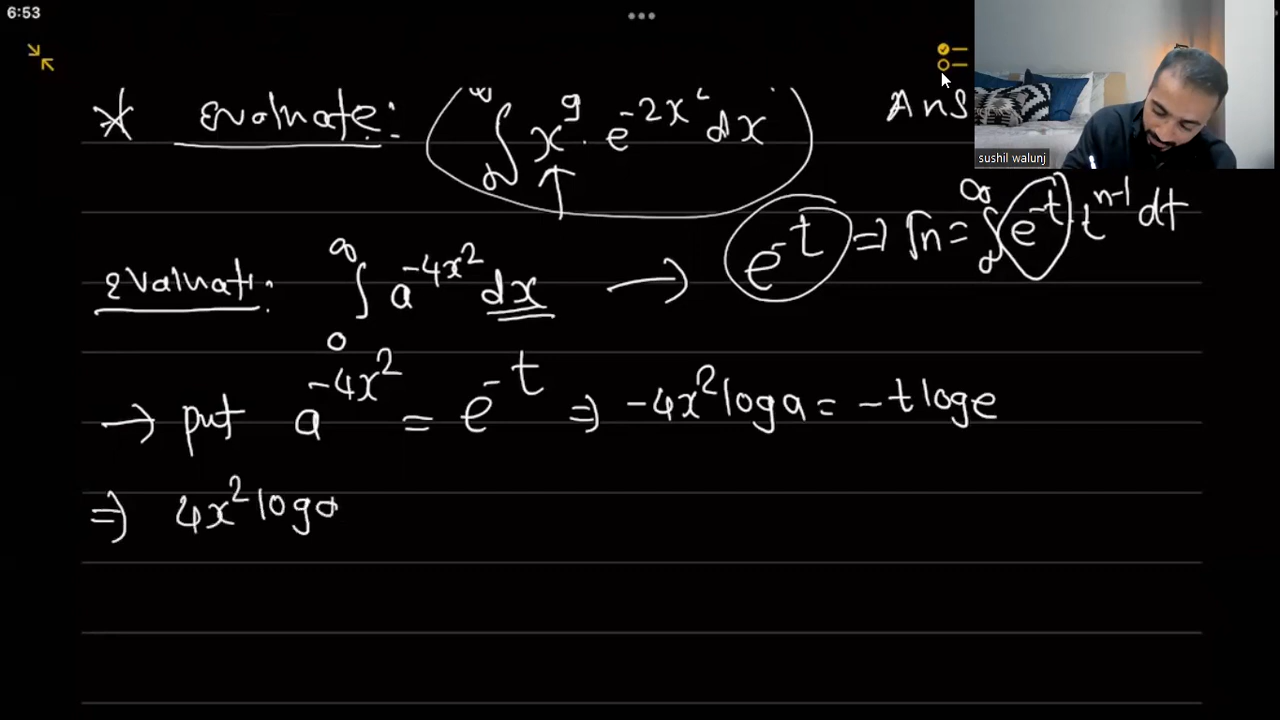 6:53
* Evaluate: ∫₀^∞ x⁹ · e^(-2x²) dx Ans
sushil walunj
Evaluate: ∫₀^∞ a^(-4x²) dx → e^(-t) ⇒ Γn = ∫₀^∞ e^(-t) · t^(n-1) dt
→ put a^(-4x²) = e^(-t) ⇒ -4x² log a = -t log e
⇒ 4x² log a